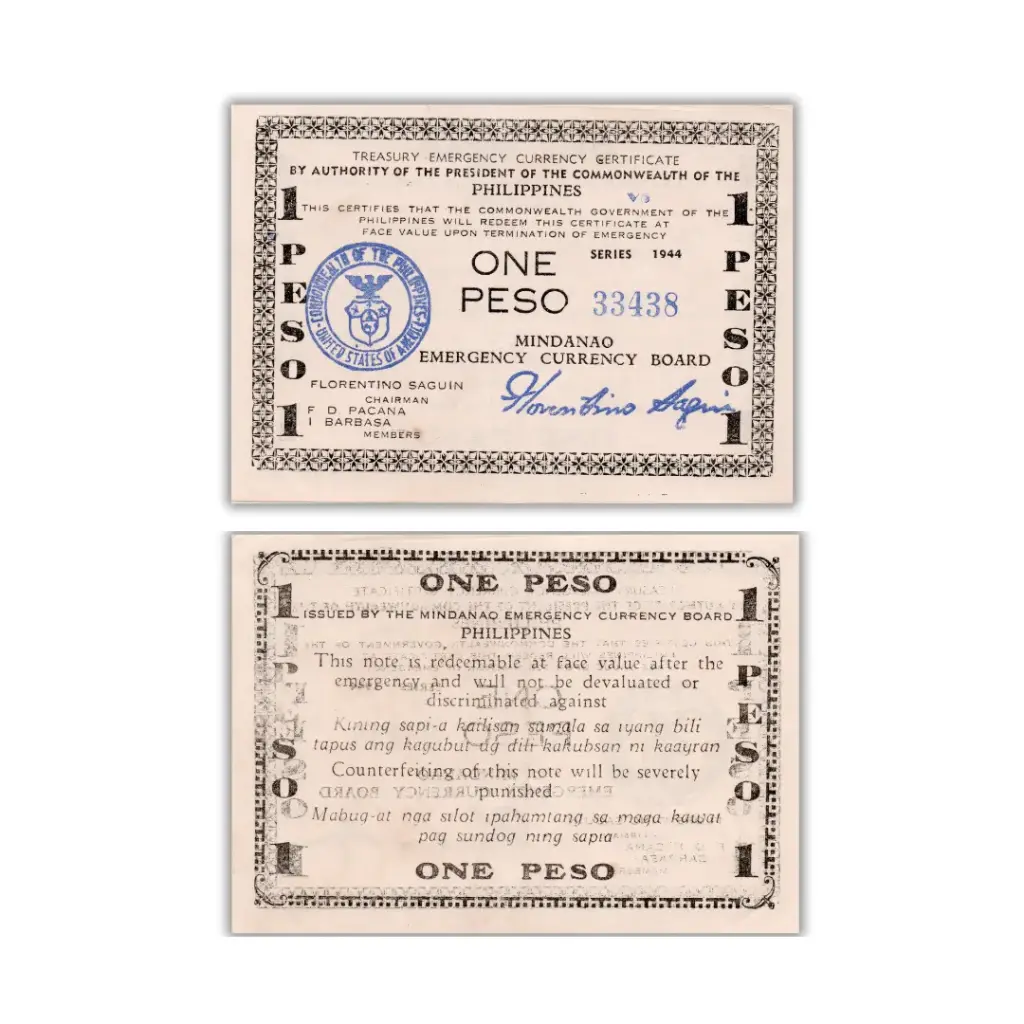 TREASURY EMERGENCY CURRENCY CERTIFICATE
BY AUTHORITY OF THE PRESIDENT OF THE COMMONWEALTH OF THE
PHILIPPINES
THIS CERTIFIES THAT THE COMMONWEALTH GOVERNMENT OF THE
PHILIPPINES WILL REDEEM THIS CERTIFICATE AT
FACE VALUE UPON TERMINATION OF EMERGENCY
1 PESO 1
1 PESO 1
COMMONWEALTH OF THE PHILIPPINES
UNITED STATES OF AMERICA
ONE
PESO
SERIES 1944
33438
MINDANAO
EMERGENCY CURRENCY BOARD
Florentino Saguin
FLORENTINO SAGUIN
CHAIRMAN
F D. PACANA
I BARBASA
MEMBERS
ONE PESO
1 PESO 1
1 PESO 1
ISSUED BY THE MINDANAO EMERGENCY CURRENCY BOARD
PHILIPPINES
This note is redeemable at face value after the
emergency and will not be devaluated or
discriminated against
Kining sapi-a kailisan sumala sa iyang bili
tapus ang kagubut ug dili kakubsan ni kaayran
Counterfeiting of this note will be severely
punished
Mabug-at nga silot ipahamtang sa maga kawat
pag sundog ning sapia
ONE PESO